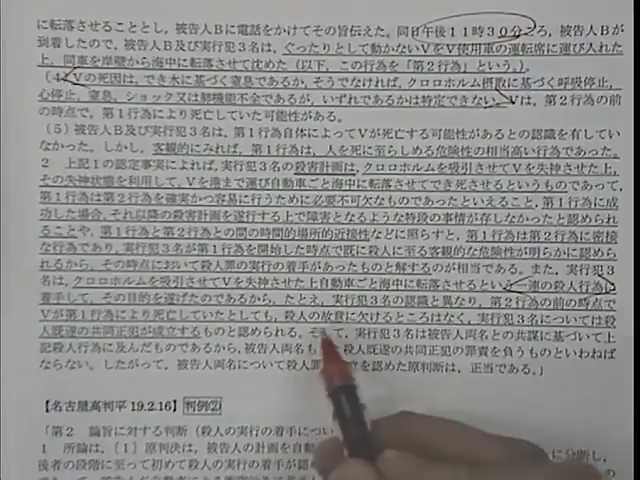 に転落させることとし，被告人Ｂに電話をかけてその旨伝えた。同日午後１１時３０分ころ，被告人Ｂが
到着したので，被告人Ｂ及び実行犯３名は，ぐったりとして動かないＶをＶ使用車の運転席に運び入れた
上，同車を岸壁から海中に転落させて沈めた（以下，この行為を「第２行為」という。）。
（４）Ｖの死因は，でき水に基づく窒息であるか，そうでなければ，クロロホルム摂取に基づく呼吸停止，
心停止，窒息，ショック又は肺機能不全であるが，いずれであるかは特定できない。Ｖは，第２行為の前
の時点で，第１行為により死亡していた可能性がある。
（５）被告人Ｂ及び実行犯３名は，第１行為自体によってＶが死亡する可能性があるとの認識を有してい
なかった。しかし，客観的にみれば，第１行為は，人を死に至らしめる危険性の相当高い行為であった。
２　上記１の認定事実によれば，実行犯３名の殺害計画は，クロロホルムを吸引させてＶを失神させた上，
その失神状態を利用して，Ｖを港まで運び自動車ごと海中に転落させてでき死させるというものであって，
第１行為は第２行為を確実かつ容易に行うために必要不可欠なものであったといえること，第１行為に成
功した場合，それ以降の殺害計画を遂行する上で障害となるような特段の事情が存しなかったと認められ
ることや，第１行為と第２行為との間の時間的場所的近接性などに照らすと，第１行為は第２行為に密接
な行為であり，実行犯３名が第１行為を開始した時点で既に殺人に至る客観的な危険性が明らかに認めら
れるから，その時点において殺人罪の実行の着手があったものと解するのが相当である。また，実行犯３
名は，クロロホルムを吸引させてＶを失神させた上自動車ごと海中に転落させるという一連の殺人行為に
着手して，その目的を遂げたのであるから，たとえ，実行犯３名の認識と異なり，第２行為の前の時点で
Ｖが第１行為により死亡していたとしても，殺人の故意に欠けるところはなく，実行犯３名については殺
人既遂の共同正犯が成立するものと認められる。そして，実行犯３名は被告人両名との共謀に基づいて上
記殺人行為に及んだものであるから，被告人両名も 殺人既遂の共同正犯の罪責を負うものといわねば
ならない。したがって，被告人両名について殺人 を認めた原判断は，正当である。」
【名古屋高判平 19.2.16】判例②
「第２　論旨に対する判断（殺人の実行の着手につい
１　所論は，〔１〕原判決は，被告人の計画を自動 に分断し，
後者の段階に至って初めて殺人の実行の着手が認